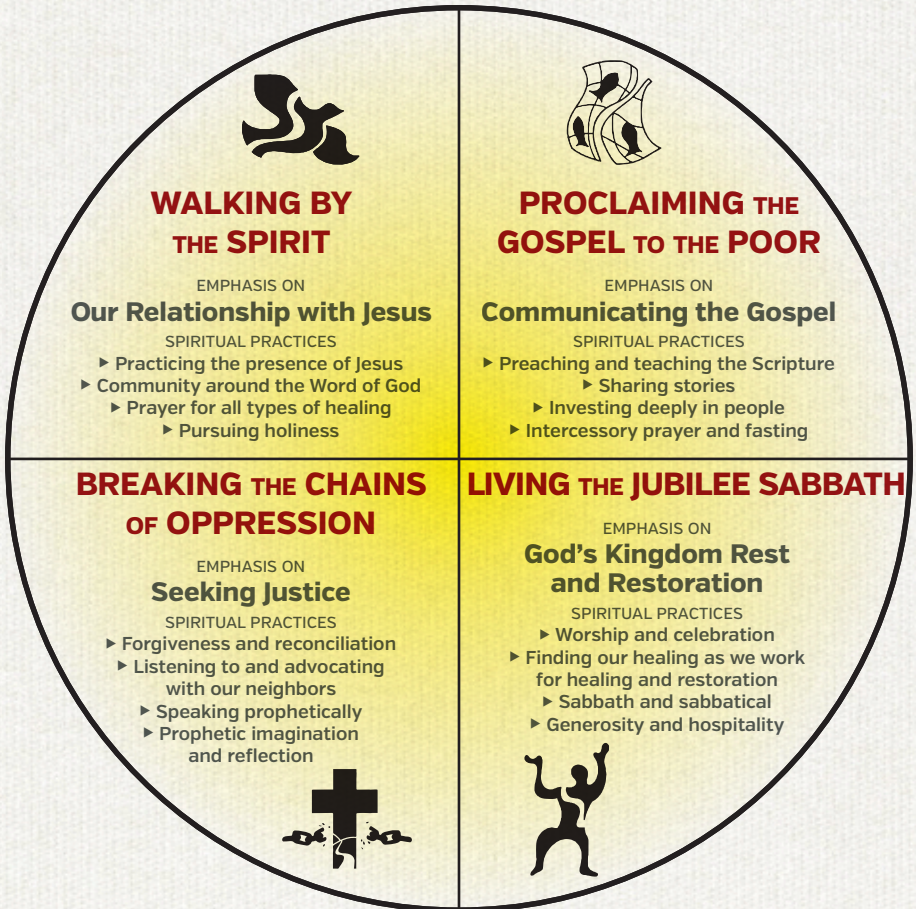 WALKING BY
THE SPIRIT
EMPHASIS ON
Our Relationship with Jesus
SPIRITUAL PRACTICES
▶ Practicing the presence of Jesus
▶ Community around the Word of God
▶ Prayer for all types of healing
▶ Pursuing holiness
PROCLAIMING THE
GOSPEL TO THE POOR
EMPHASIS ON
Communicating the Gospel
SPIRITUAL PRACTICES
▶ Preaching and teaching the Scripture
▶ Sharing stories
▶ Investing deeply in people
▶ Intercessory prayer and fasting
BREAKING THE CHAINS
OF OPPRESSION
EMPHASIS ON
Seeking Justice
SPIRITUAL PRACTICES
▶ Forgiveness and reconciliation
▶ Listening to and advocating
with our neighbors
▶ Speaking prophetically
▶ Prophetic imagination
and reflection
LIVING THE JUBILEE SABBATH
EMPHASIS ON
God’s Kingdom Rest
and Restoration
SPIRITUAL PRACTICES
▶ Worship and celebration
▶ Finding our healing as we work
for healing and restoration
▶ Sabbath and sabbatical
▶ Generosity and hospitality